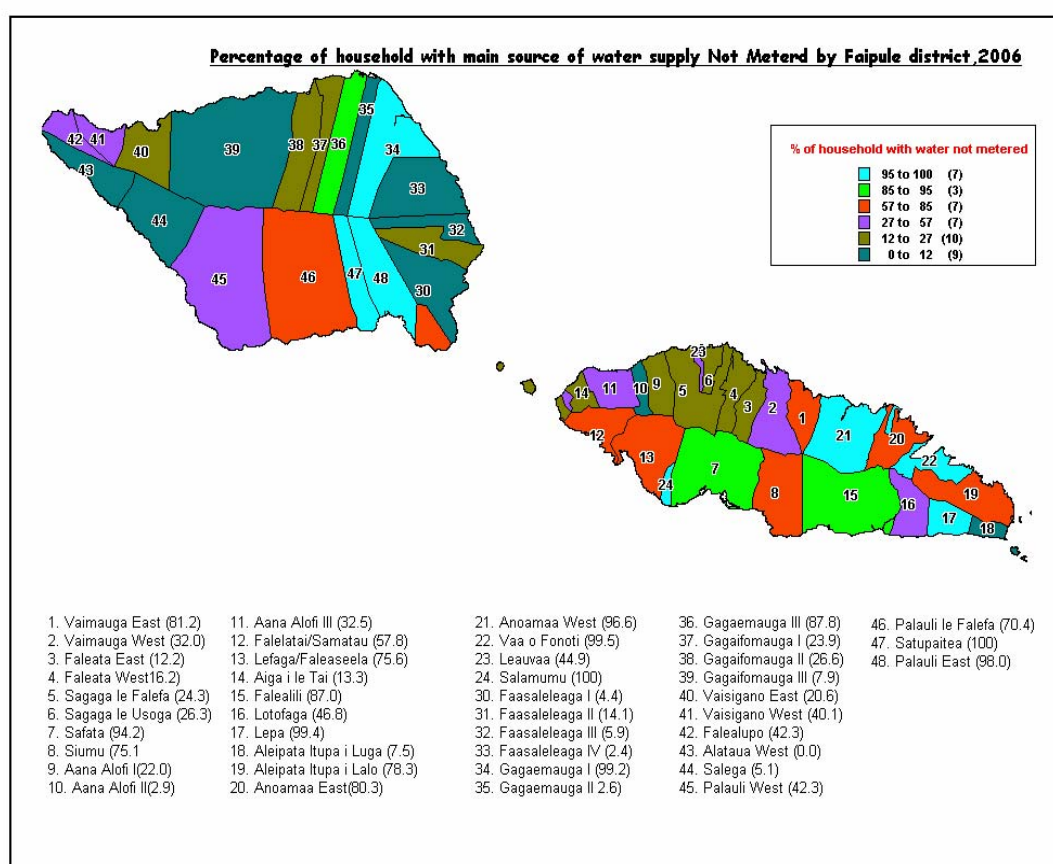 Percentage of household with main source of water supply Not Meterd by Faipule district,2006
% of household with water not metered
95 to 100 (7)
85 to 95 (3)
57 to 85 (7)
27 to 57 (7)
12 to 27 (10)
0 to 12 (9)
35
42
41
40
39
38
37
36
34
43
33
44
32
31
45
46
47
48
30
23
14
11
10
9
5
6
4
3
2
1
21
20
12
13
7
22
24
8
15
19
16
17
18
1. Vaimauga East (81.2)
2. Vaimauga West (32.0)
3. Faleata East (12.2)
4. Faleata West16.2)
5. Sagaga le Falefa (24.3)
6. Sagaga le Usoga (26.3)
7. Safata (94.2)
8. Siumu (75.1
9. Aana Alofi I(22.0)
10. Aana Alofi II(2.9)
11. Aana Alofi III (32.5)
12. Falelatai/Samatau (57.8)
13. Lefaga/Faleaseela (75.6)
14. Aiga i le Tai (13.3)
15. Falealili (87.0)
16. Lotofaga (46.8)
17. Lepa (99.4)
18. Aleipata Itupa i Luga (7.5)
19. Aleipata Itupa i Lalo (78.3)
20. Anoamaa East(80.3)
21. Anoamaa West (96.6)
22. Vaa o Fonoti (99.5)
23. Leauvaa (44.9)
24. Salamumu (100)
30. Faasaleleaga I (4.4)
31. Faasaleleaga II (14.1)
32. Faasaleleaga III (5.9)
33. Faasaleleaga IV (2.4)
34. Gagaemauga I (99.2)
35. Gagaemauga II 2.6)
36. Gagaemauga III (87.8)
37. Gagaifomauga I (23.9)
38. Gagaifomauga II (26.6)
39. Gagaifomauga III (7.9)
40. Vaisigano East (20.6)
41. Vaisigano West (40.1)
42. Falealupo (42.3)
43. Alataua West (0.0)
44. Salega (5.1)
45. Palauli West (42.3)
46. Palauli le Falefa (70.4)
47. Satupaitea (100)
48. Palauli East (98.0)